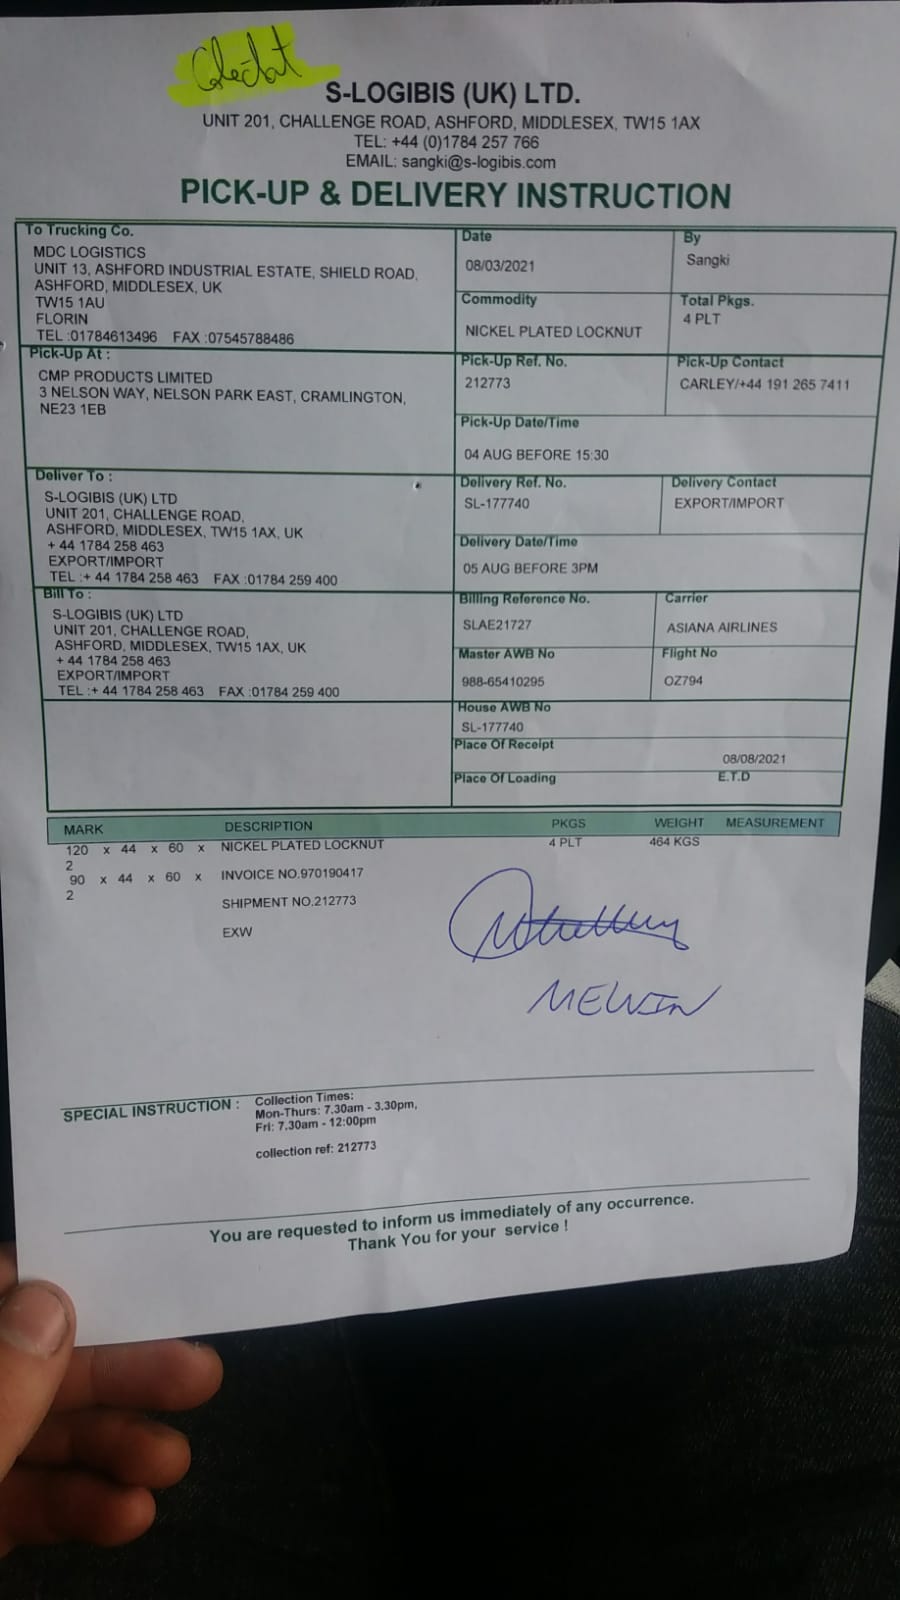 S-LOGIBIS (UK) LTD.
UNIT 201, CHALLENGE ROAD, ASHFORD, MIDDLESEX, TW15 1AX
TEL: +44 (0)1784 257 766
EMAIL: sangki@s-logibis.com
PICK-UP & DELIVERY INSTRUCTION
To Trucking Co.
MDC LOGISTICS
UNIT 13, ASHFORD INDUSTRIAL ESTATE, SHIELD ROAD,
ASHFORD, MIDDLESEX, UK
TW15 1AU
FLORIN
TEL :01784613496 FAX :07545788486
Date
08/03/2021
By
Sangki
Commodity
NICKEL PLATED LOCKNUT
Total Pkgs.
4 PLT
Pick-Up At :
CMP PRODUCTS LIMITED
3 NELSON WAY, NELSON PARK EAST, CRAMLINGTON,
NE23 1EB
Pick-Up Ref. No.
212773
Pick-Up Contact
CARLEY/+44 191 265 7411
Pick-Up Date/Time
04 AUG BEFORE 15:30
Deliver To :
S-LOGIBIS (UK) LTD
UNIT 201, CHALLENGE ROAD,
ASHFORD, MIDDLESEX, TW15 1AX, UK
+ 44 1784 258 463
EXPORT/IMPORT
TEL :+ 44 1784 258 463 FAX :01784 259 400
Delivery Ref. No.
SL-177740
Delivery Contact
EXPORT/IMPORT
Delivery Date/Time
05 AUG BEFORE 3PM
Bill To :
S-LOGIBIS (UK) LTD
UNIT 201, CHALLENGE ROAD,
ASHFORD, MIDDLESEX, TW15 1AX, UK
+ 44 1784 258 463
EXPORT/IMPORT
TEL :+ 44 1784 258 463 FAX :01784 259 400
Billing Reference No.
SLAE21727
Carrier
ASIANA AIRLINES
Master AWB No
988-65410295
Flight No
OZ794
House AWB No
SL-177740
Place Of Receipt
08/08/2021
Place Of Loading E.T.D
MARK DESCRIPTION PKGS WEIGHT MEASUREMENT
120 x 44 x 60 x NICKEL PLATED LOCKNUT 4 PLT 464 KGS
2
90 x 44 x 60 x INVOICE NO.970190417
2
SHIPMENT NO.212773
EXW
MELVIN
SPECIAL INSTRUCTION : Collection Times:
Mon-Thurs: 7.30am - 3.30pm,
Fri: 7.30am - 12:00pm
collection ref: 212773
You are requested to inform us immediately of any occurrence.
Thank You for your service !